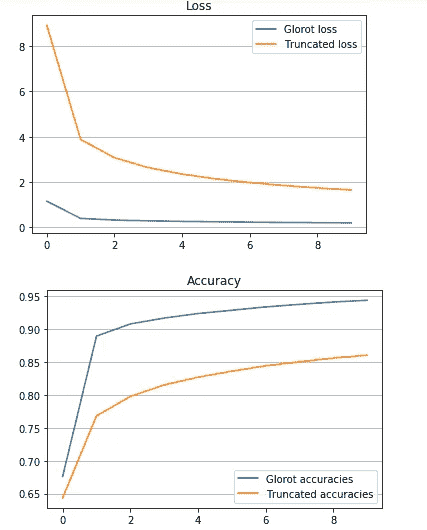 Loss
Glorot loss
Truncated loss
8
6
4
2
0
0 2 4 6 8
Accuracy
0.95
0.90
0.85
0.80
0.75
0.70
0.65
Glorot accuracies
Truncated accuracies
0 2 4 6 8